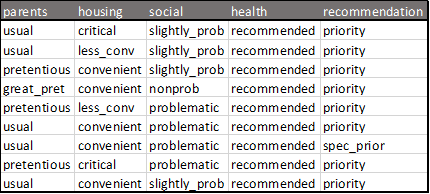 parents housing social health recommendation
usual critical slightly_prob recommended priority
usual less_conv slightly_prob recommended priority
pretentious convenient slightly_prob recommended priority
great_pret convenient nonprob recommended priority
pretentious less_conv problematic recommended priority
usual convenient problematic recommended priority
usual convenient problematic recommended spec_prior
pretentious critical problematic recommended priority
usual convenient slightly_prob recommended priority